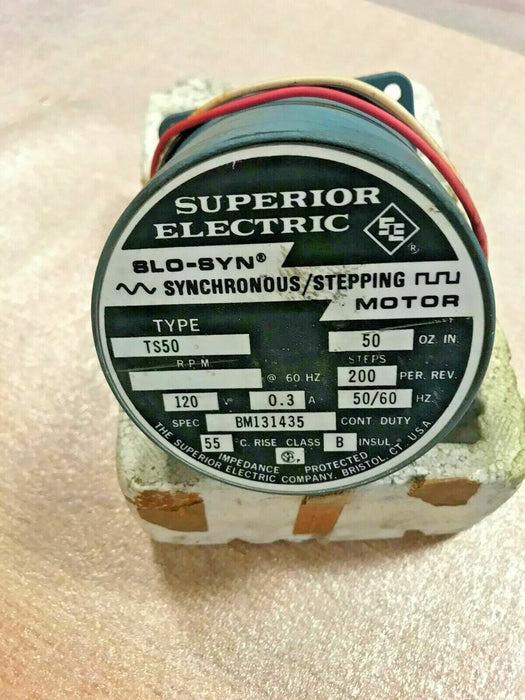 SUPERIOR
ELECTRIC
SE ®
SLO-SYN®
SYNCHRONOUS/STEPPING
MOTOR
TYPE
TS50 50 OZ. IN.
R.P.M. STEPS
@ 60 HZ 200 PER. REV.
120 V 0.3 A 50/60 HZ.
SPEC BM131435 CONT. DUTY
55 °C. RISE CLASS B INSUL.
IMPEDANCE PROTECTED
THE SUPERIOR ELECTRIC COMPANY, BRISTOL, CT. U.S.A.